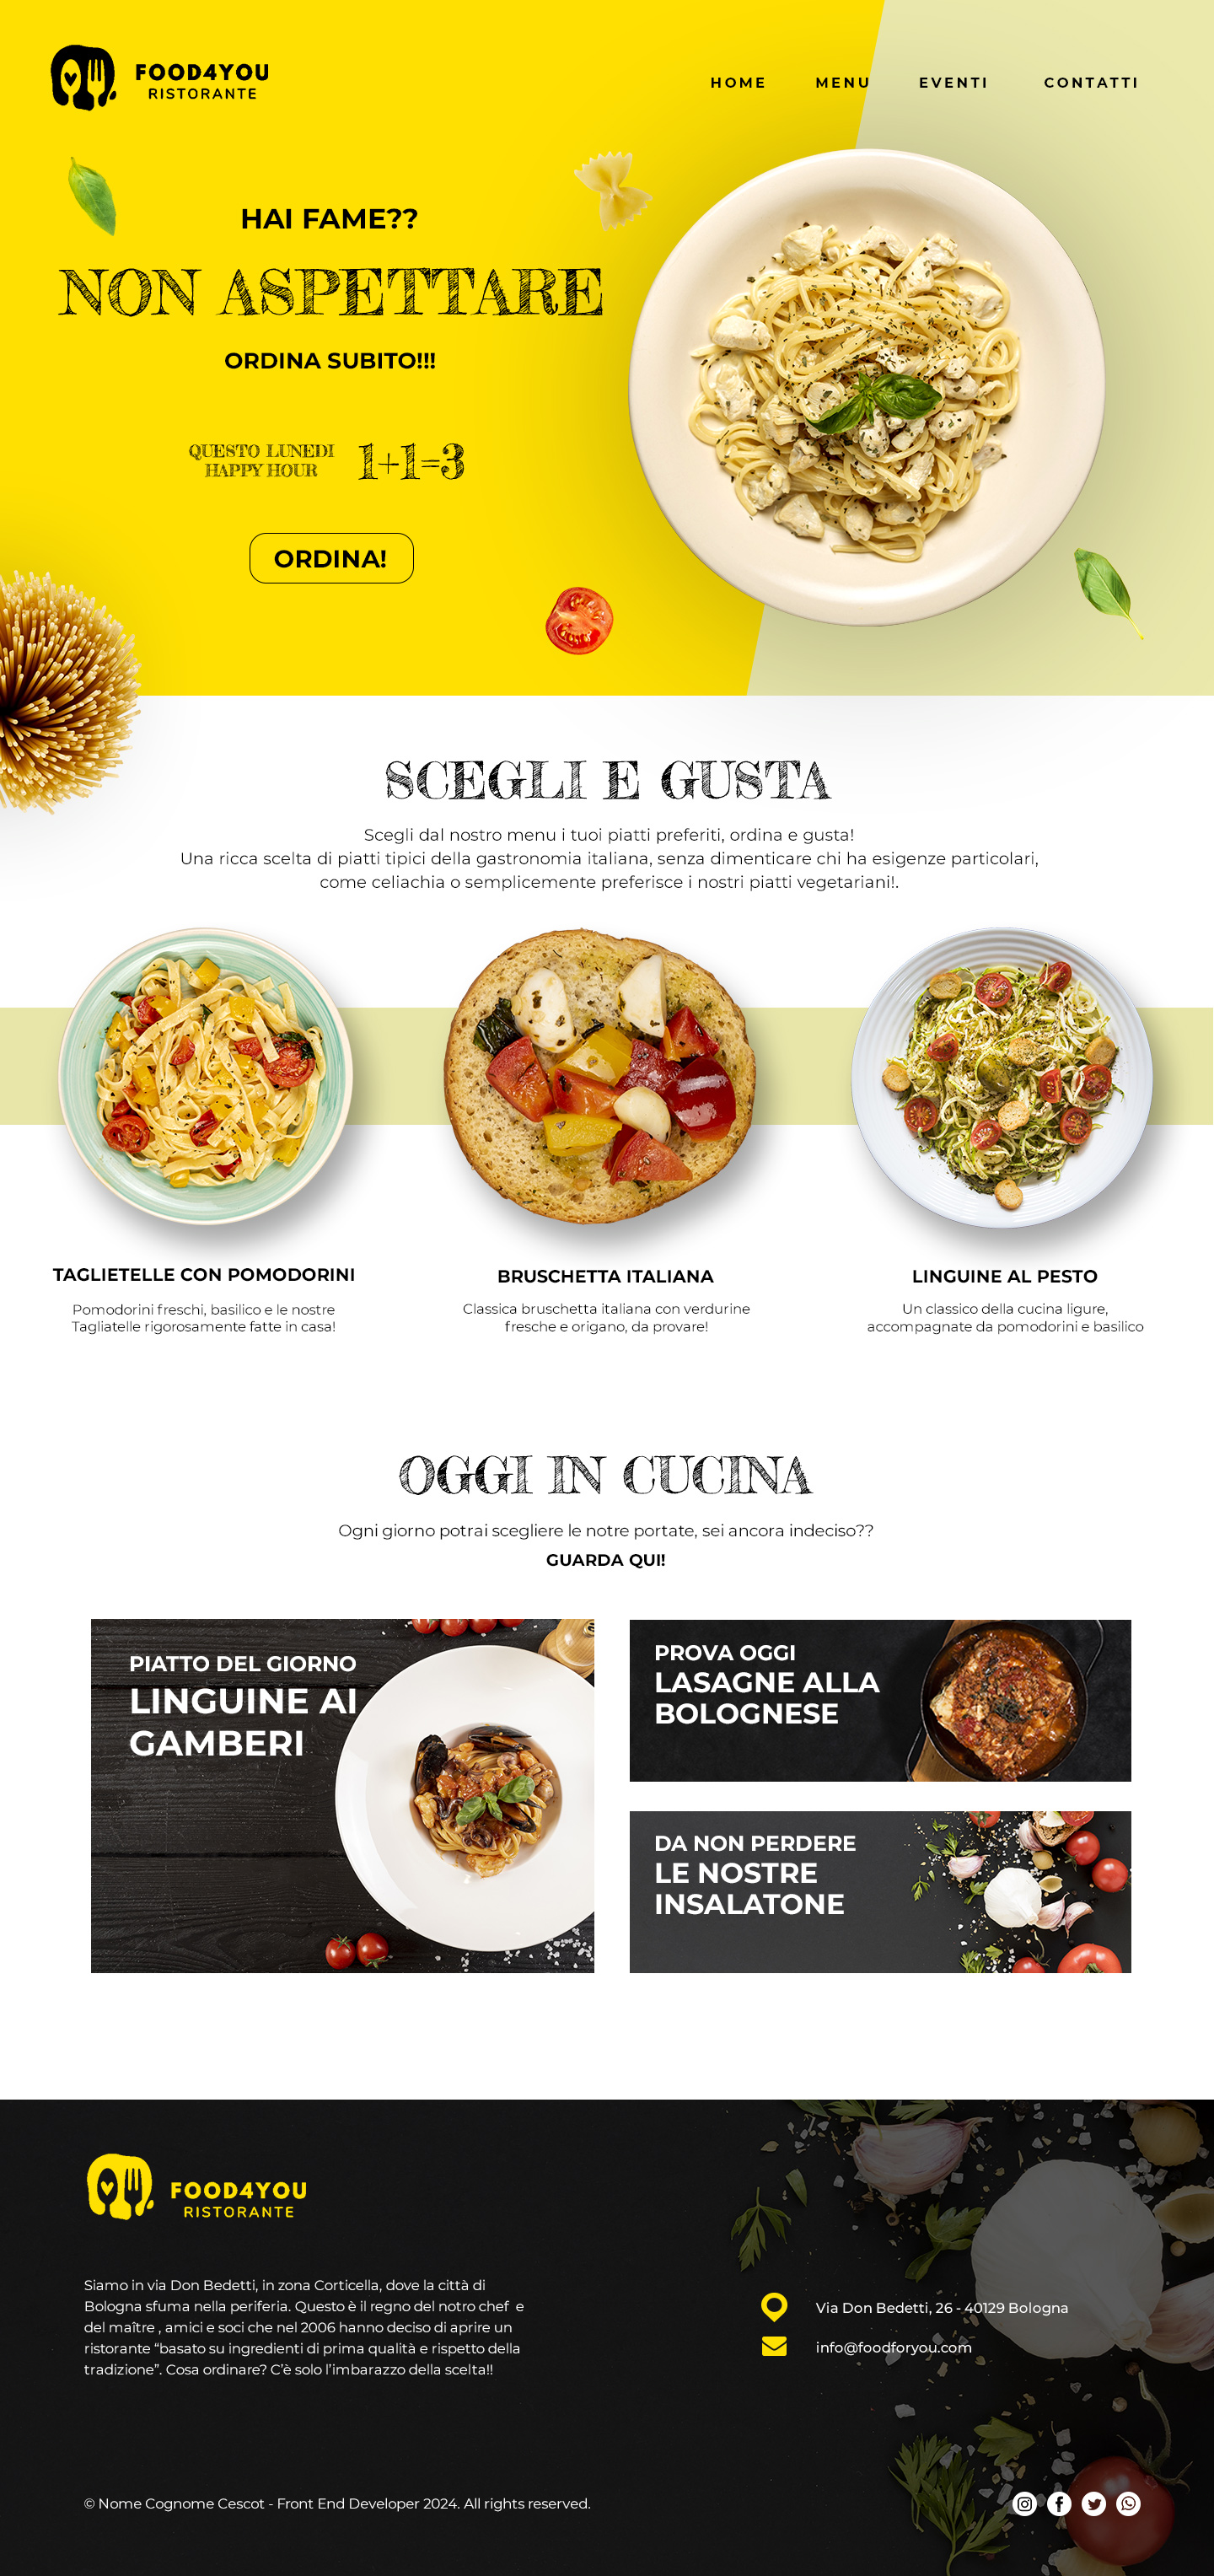 FOOD4YOU
RISTORANTE
HOME MENU EVENTI CONTATTI
HAI FAME??
NON ASPETTARE
ORDINA SUBITO!!!
QUESTO LUNEDI
HAPPY HOUR
1+1=3
ORDINA!
SCEGLI E GUSTA
Scegli dal nostro menu i tuoi piatti preferiti, ordina e gusta!
Una ricca scelta di piatti tipici della gastronomia italiana, senza dimenticare chi ha esigenze particolari,
come celiachia o semplicemente preferisce i nostri piatti vegetariani!.
TAGLIETELLE CON POMODORINI
Pomodorini freschi, basilico e le nostre
Tagliatelle rigorosamente fatte in casa!
BRUSCHETTA ITALIANA
Classica bruschetta italiana con verdurine
fresche e origano, da provare!
LINGUINE AL PESTO
Un classico della cucina ligure,
accompagnate da pomodorini e basilico
OGGI IN CUCINA
Ogni giorno potrai scegliere le notre portate, sei ancora indeciso??
GUARDA QUI!
PIATTO DEL GIORNO
LINGUINE AI
GAMBERI
PROVA OGGI
LASAGNE ALLA
BOLOGNESE
DA NON PERDERE
LE NOSTRE
INSALATONE
FOOD4YOU
RISTORANTE
Siamo in via Don Bedetti, in zona Corticella, dove la città di
Bologna sfuma nella periferia. Questo è il regno del notro chef e
del maître , amici e soci che nel 2006 hanno deciso di aprire un
ristorante “basato su ingredienti di prima qualità e rispetto della
tradizione”. Cosa ordinare? C’è solo l’imbarazzo della scelta!!
Via Don Bedetti, 26 - 40129 Bologna
info@foodforyou.com
© Nome Cognome Cescot - Front End Developer 2024. All rights reserved.